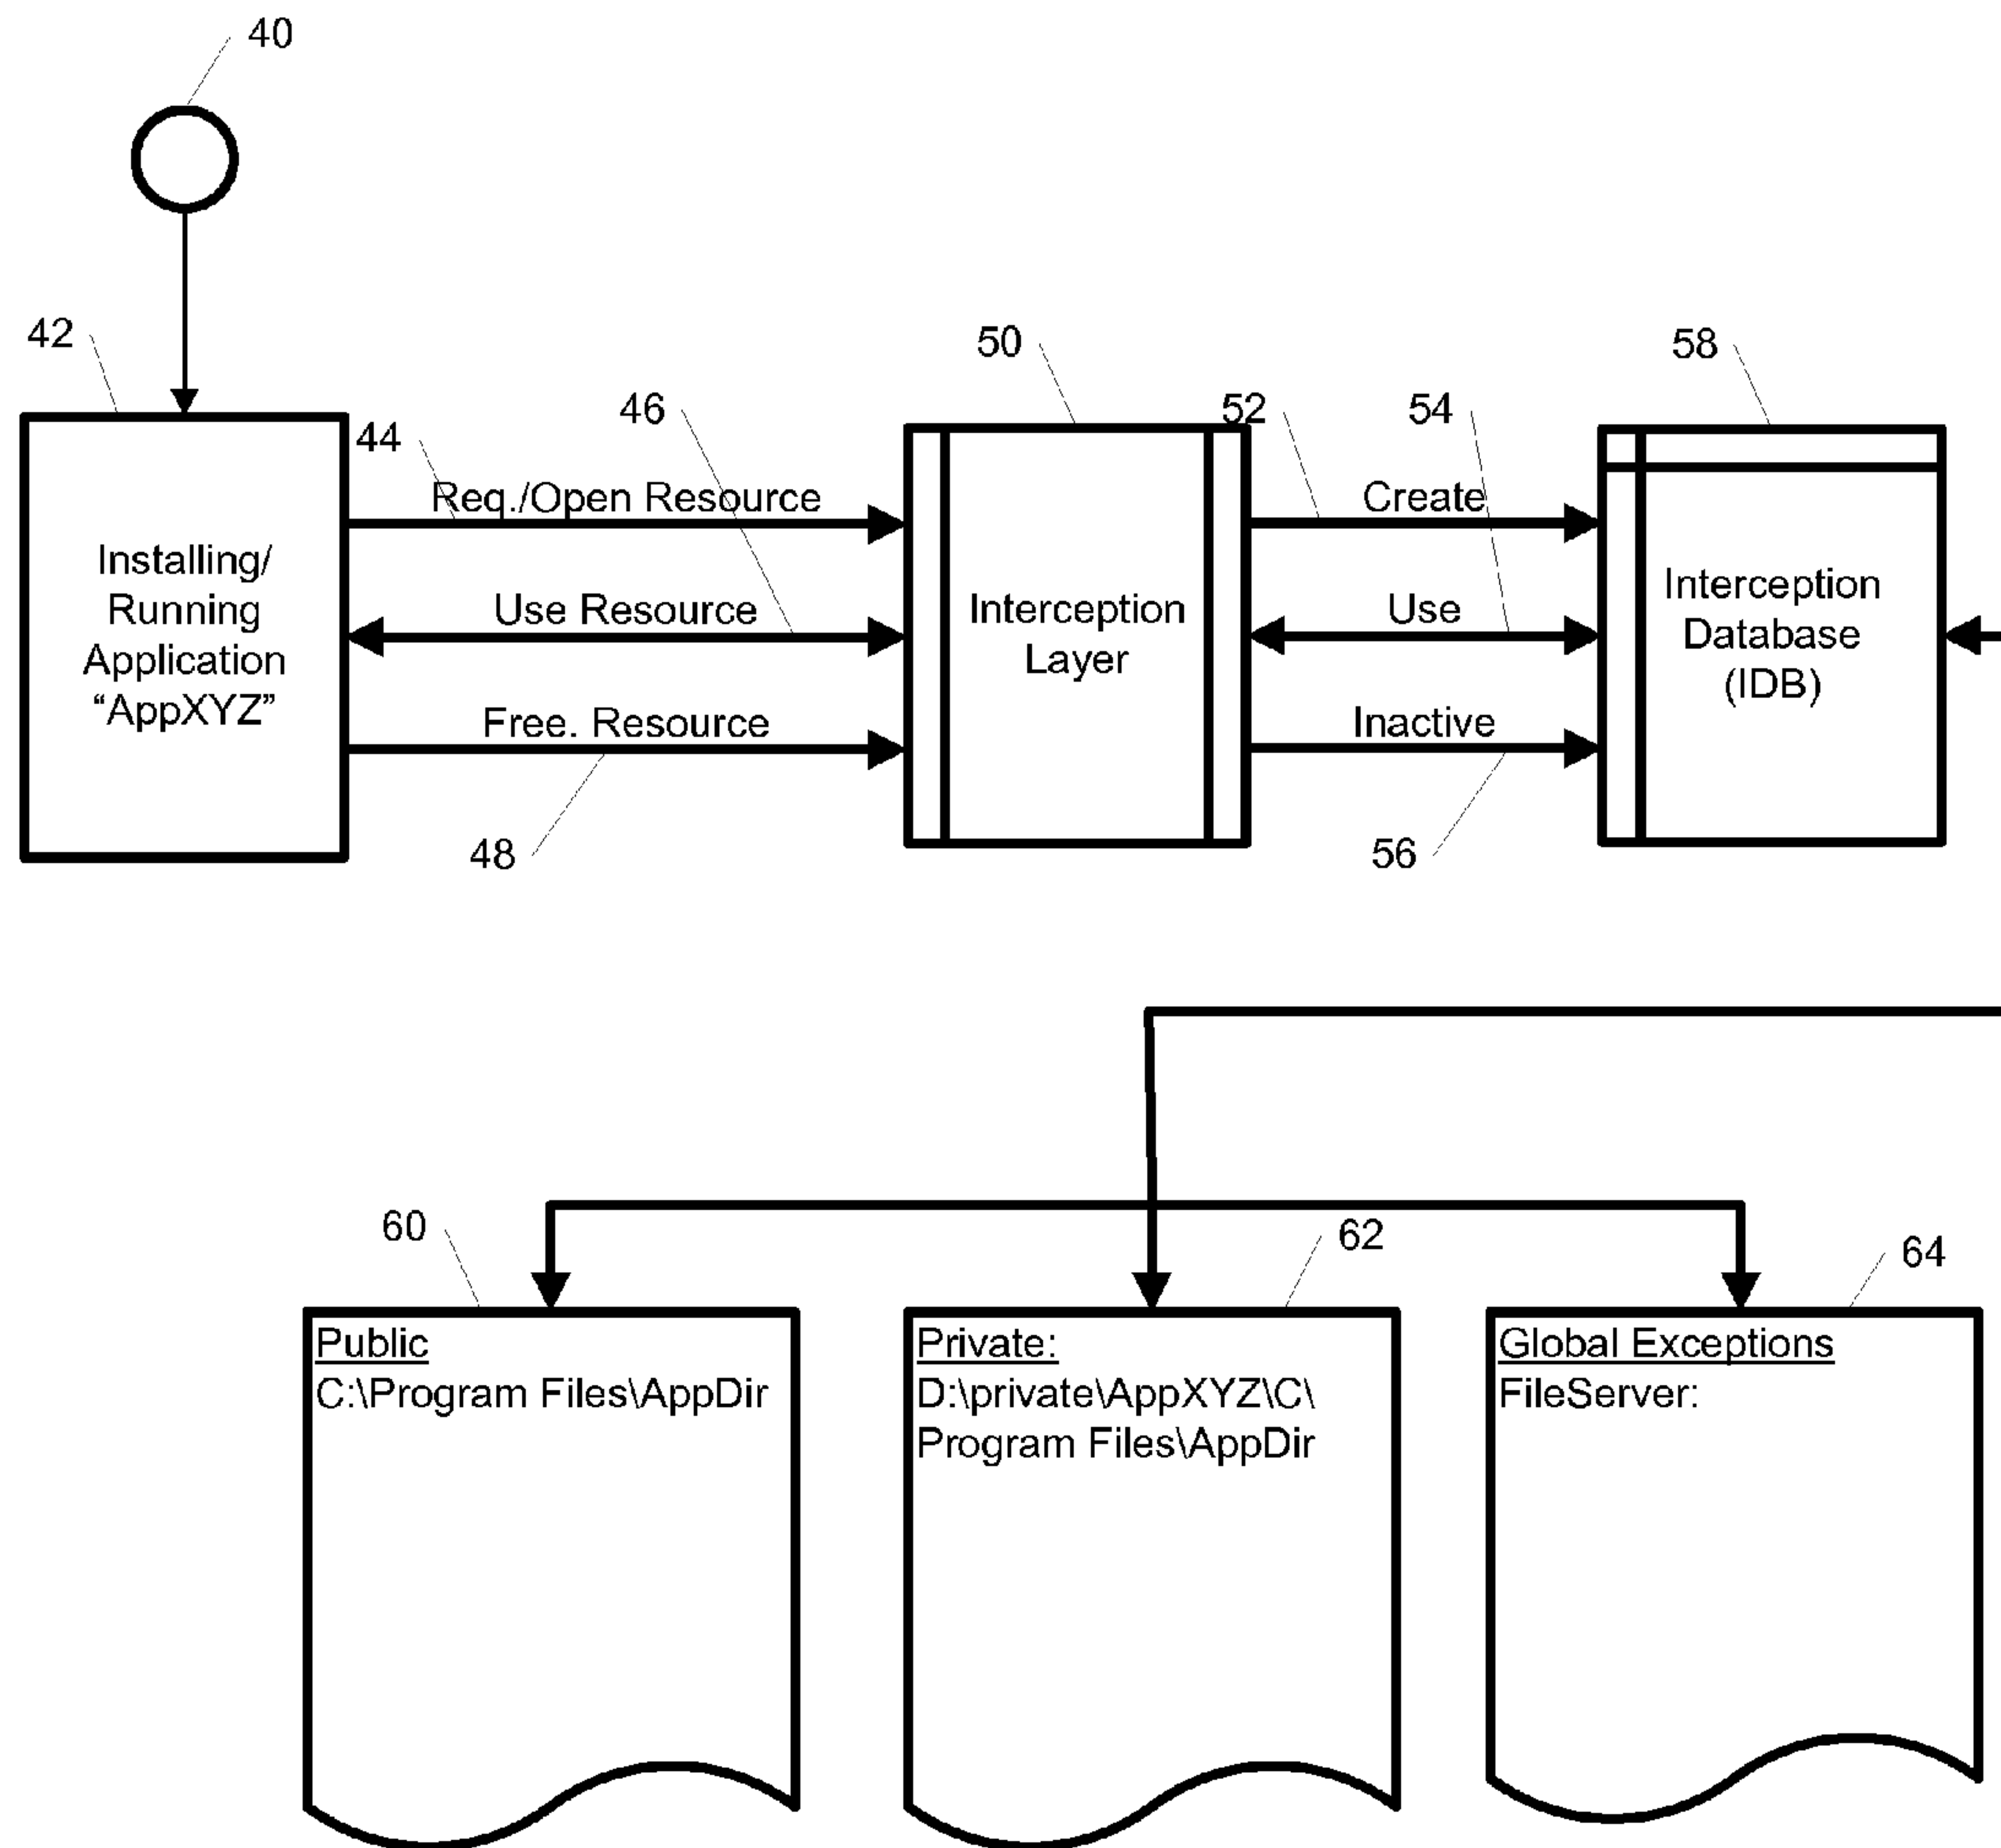 40
42
50
58
44
46
52
54
Req./Open Resource
Create
Installing/
Running
Application
“AppXYZ”
Use Resource
Interception
Layer
Use
Interception
Database
(IDB)
Free. Resource
Inactive
48
56
60
62
64
Public
C:\Program Files\AppDir
Private:
D:\private\AppXYZ\C\
Program Files\AppDir
Global Exceptions
FileServer: